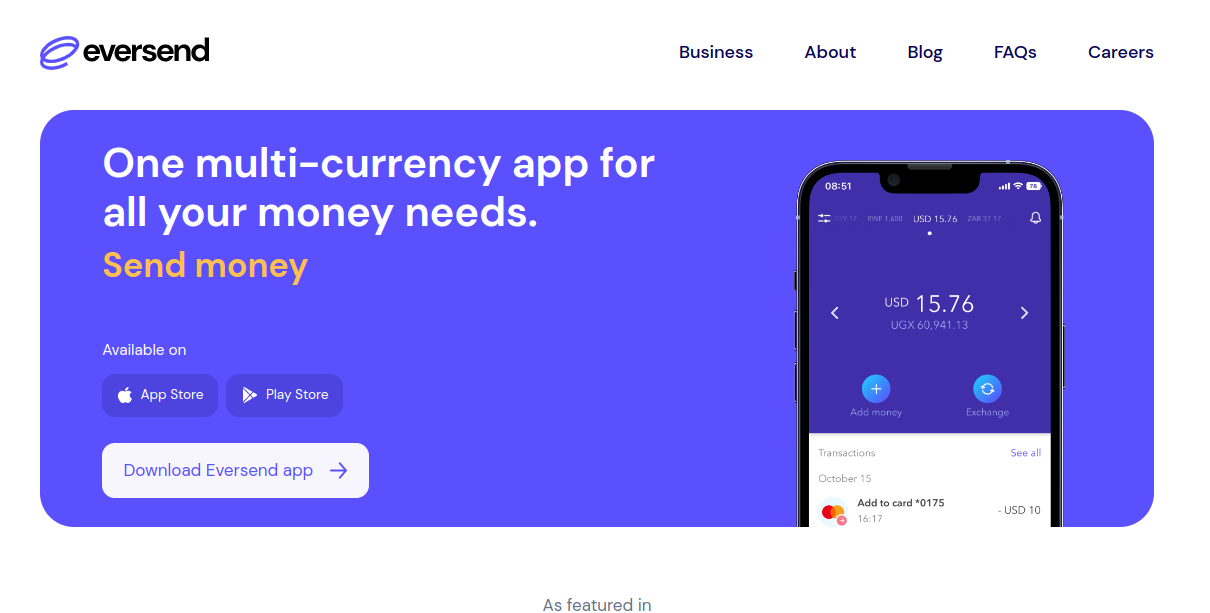 eversend
Business About Blog FAQs Careers
One multi-currency app for
all your money needs.
Send money
Available on
App Store Play Store
Download Eversend app
08:51 78
RWF 1,600 USD 15.76 ZAR 37.17
USD 15.76
UGX 60,941.13
Add money Exchange
Transactions See all
October 15
Add to card *0175
16:17
- USD 10
As featured in